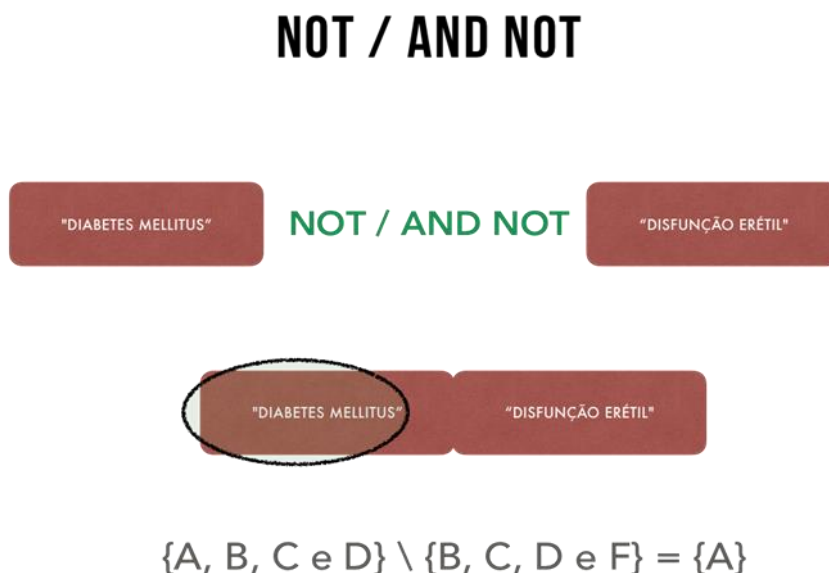 NOT / AND NOT
"DIABETES MELLITUS” NOT / AND NOT “DISFUNÇÃO ERÉTIL"
"DIABETES MELLITUS” “DISFUNÇÃO ERÉTIL"
{A, B, C e D} \ {B, C, D e F} = {A}